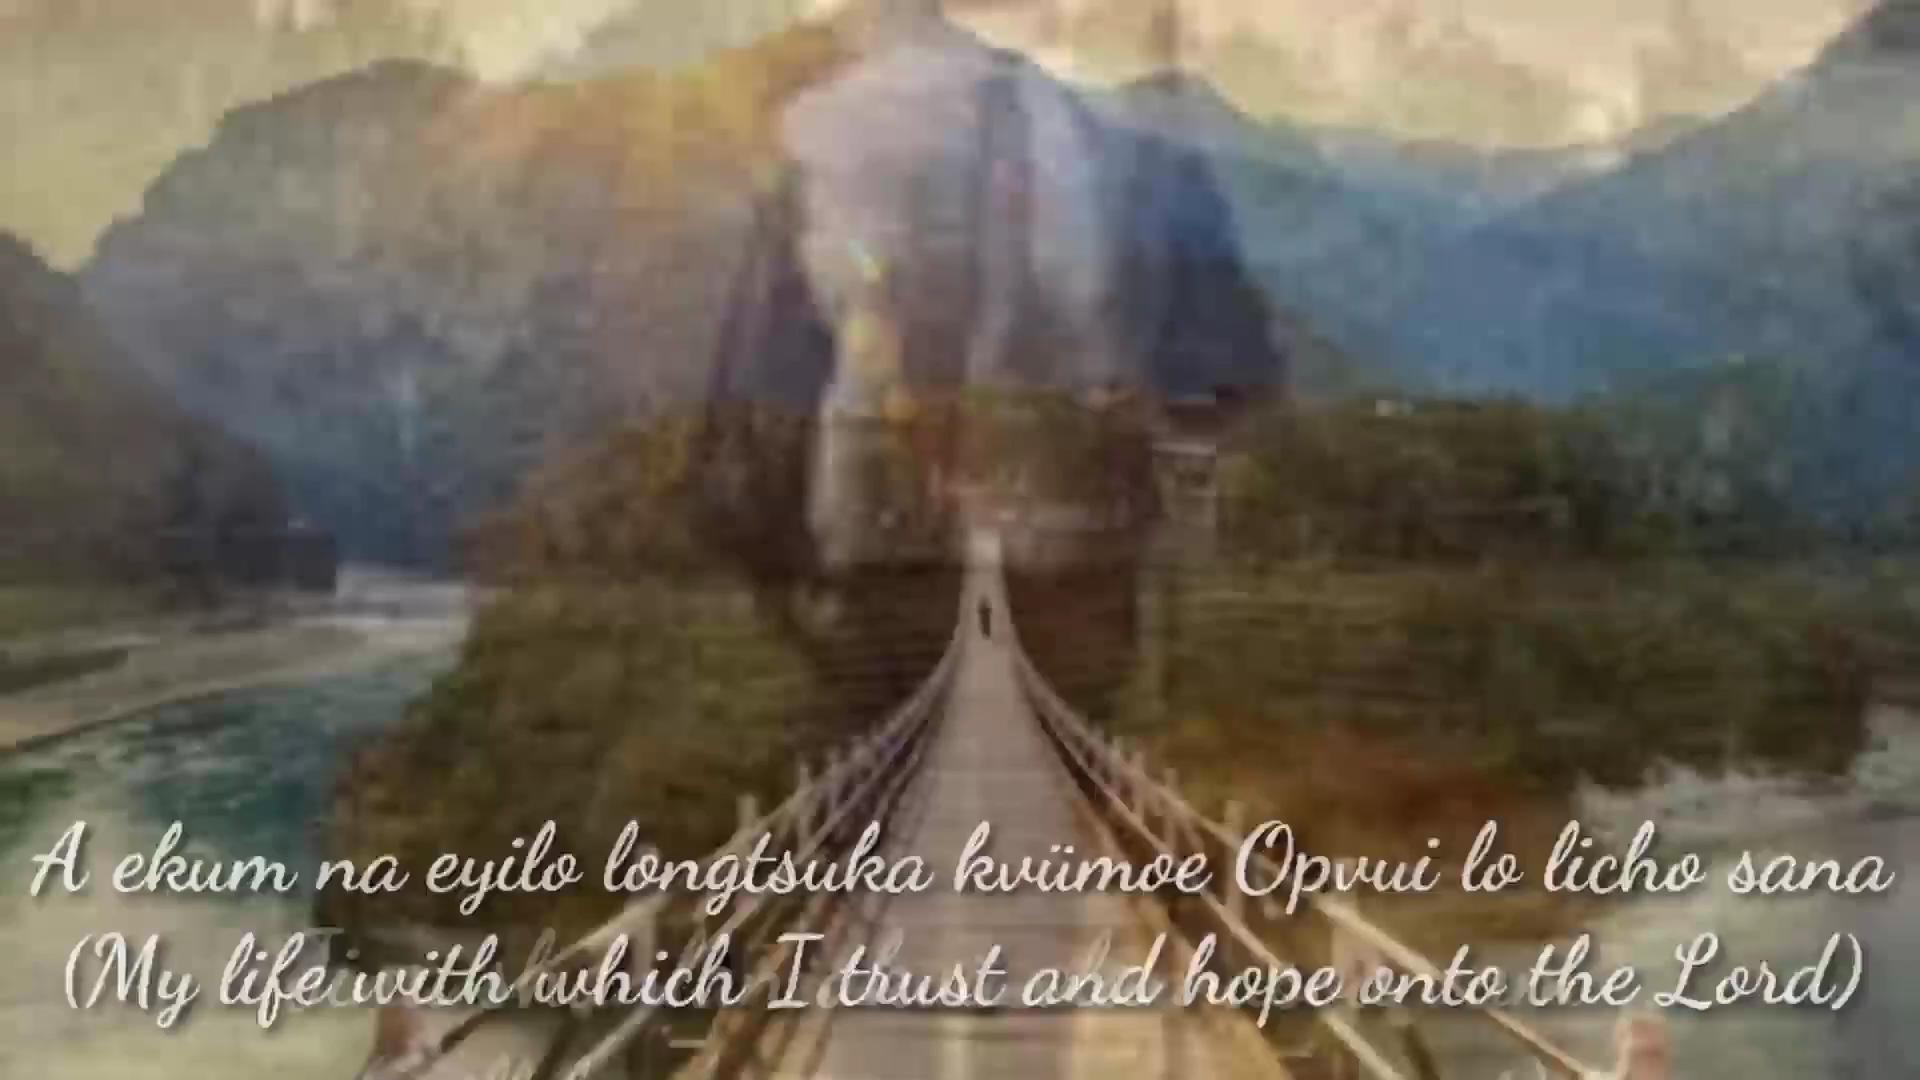 A ekum na eyilo longtsuka kvümoe Opvui lo licho sana
(My life with which I trust and hope onto the Lord)